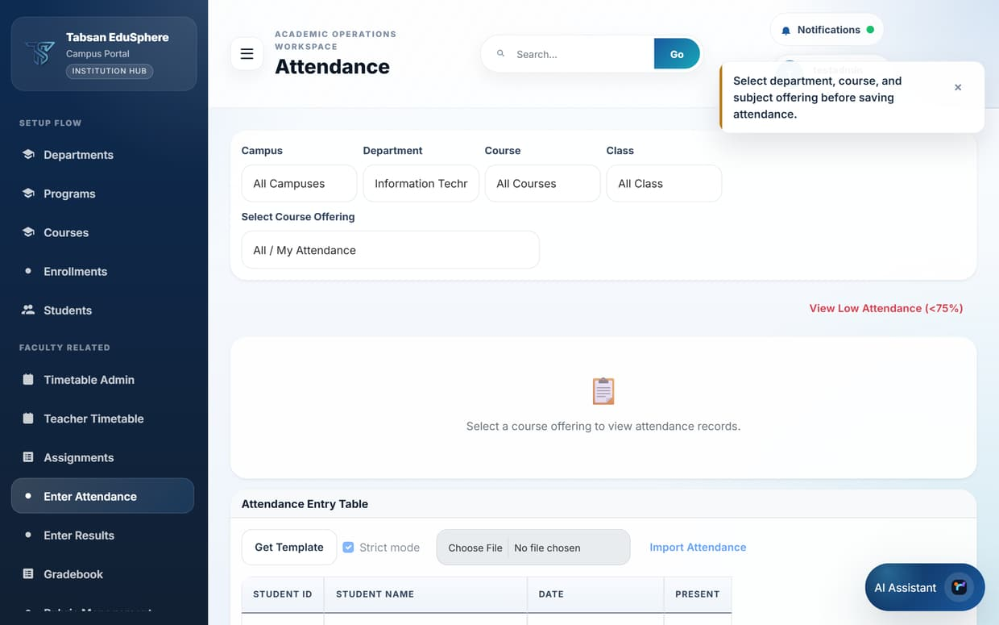 Tabsan EduSphere
Campus Portal
INSTITUTION HUB
SETUP FLOW
Departments
Programs
Courses
Enrollments
Students
FACULTY RELATED
Timetable Admin
Teacher Timetable
Assignments
Enter Attendance
Enter Results
Gradebook
ACADEMIC OPERATIONS
WORKSPACE
Attendance
Search...
Go
Notifications
Select department, course, and
subject offering before saving
attendance.
Campus
Department
Course
Class
All Campuses
Information Techr
All Courses
All Class
Select Course Offering
All / My Attendance
View Low Attendance (<75%)
Select a course offering to view attendance records.
Attendance Entry Table
Get Template
Strict mode
Choose File
No file chosen
Import Attendance
STUDENT ID
STUDENT NAME
DATE
PRESENT
AI Assistant